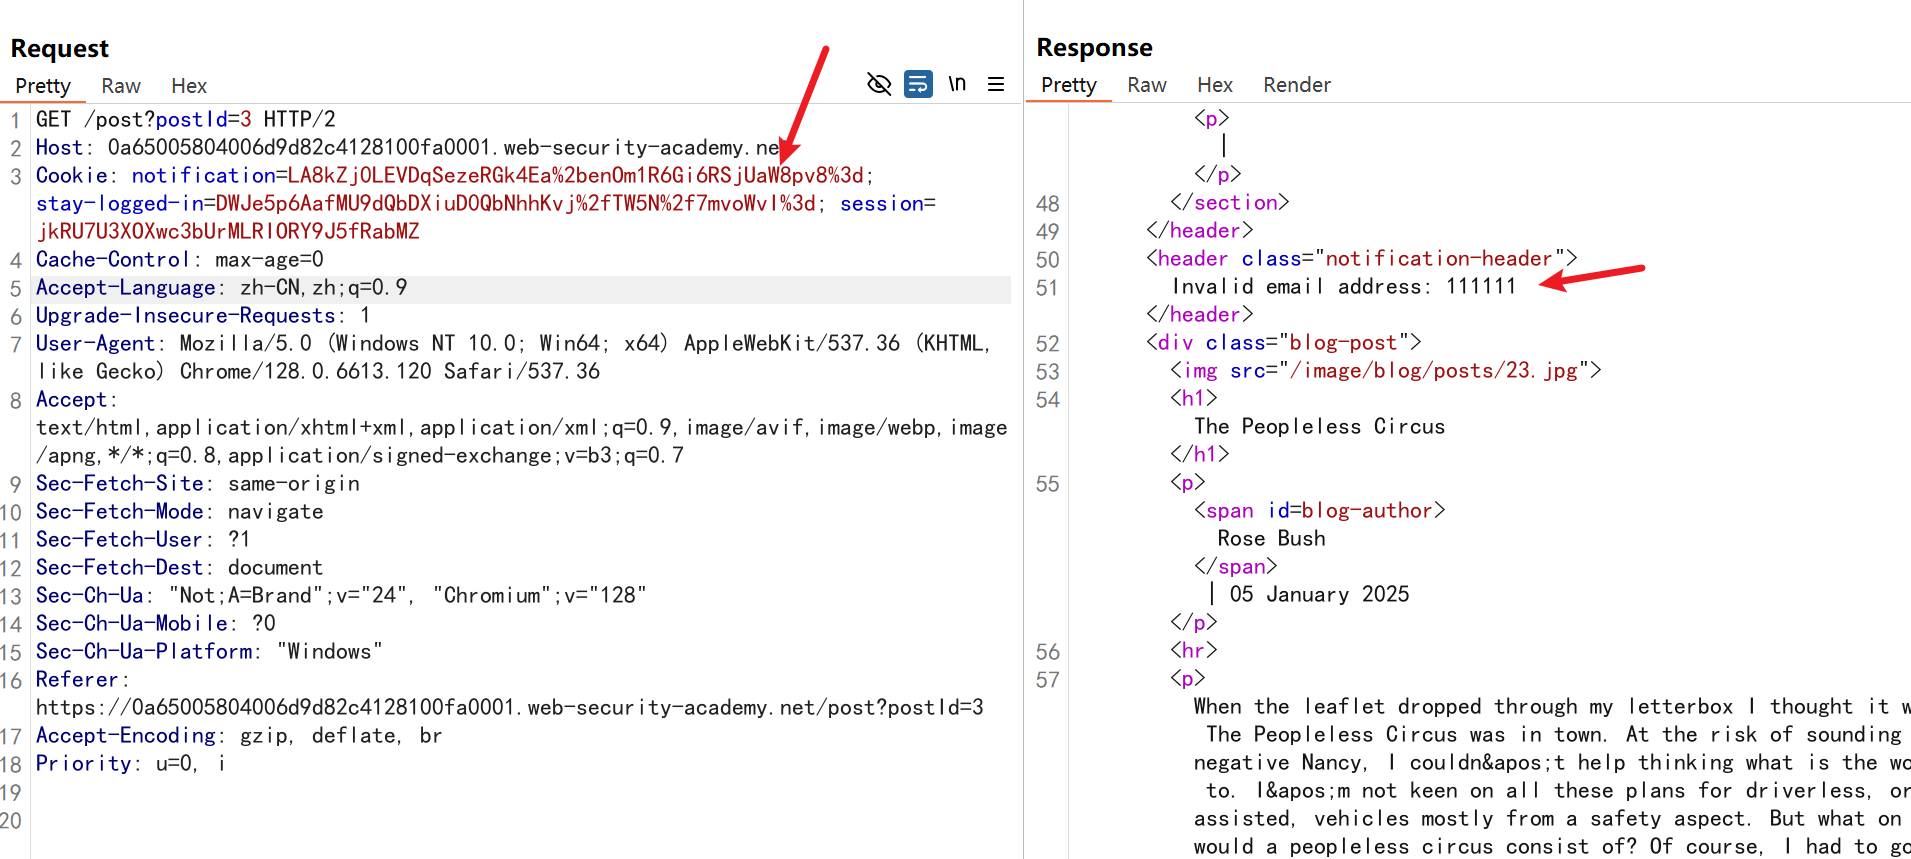 Request
Pretty Raw Hex
\n
1 GET /post?postId=3 HTTP/2
2 Host: 0a65005804006d9d82c4128100fa0001.web-security-academy.ne
3 Cookie: notification=LA8kZjOLEVDqSezeRGk4Ea%2benOm1R6Gi6RSjUaW8pv8%3d;
stay-logged-in=DWJe5p6AafMU9dQbDXiuDOQbNhhKvj%2fTW5N%2f7mvoWvI%3d; session=
jkRU7U3XOXwc3bUrMLRIORY9J5fRabMZ
4 Cache-Control: max-age=0
5 Accept-Language: zh-CN,zh;q=0.9
6 Upgrade-Insecure-Requests: 1
7 User-Agent: Mozilla/5.0 (Windows NT 10.0; Win64; x64) AppleWebKit/537.36 (KHTML,
like Gecko) Chrome/128.0.6613.120 Safari/537.36
8 Accept:
text/html,application/xhtml+xml,application/xml;q=0.9,image/avif,image/webp,image
/apng,*/*;q=0.8,application/signed-exchange;v=b3;q=0.7
9 Sec-Fetch-Site: same-origin
10 Sec-Fetch-Mode: navigate
11 Sec-Fetch-User: ?1
12 Sec-Fetch-Dest: document
13 Sec-Ch-Ua: "Not;A=Brand";v="24", "Chromium";v="128"
14 Sec-Ch-Ua-Mobile: ?0
15 Sec-Ch-Ua-Platform: "Windows"
16 Referer:
https://0a65005804006d9d82c4128100fa0001.web-security-academy.net/post?postId=3
17 Accept-Encoding: gzip, deflate, br
18 Priority: u=0, i
19
20
Response
Pretty Raw Hex Render
<p>
|
</p>
48 </section>
49 </header>
50 <header class="notification-header">
51 Invalid email address: 111111
</header>
52 <div class="blog-post">
53 <img src="/image/blog/posts/23.jpg">
54 <h1>
The Peopleless Circus
</h1>
55 <p>
<span id=blog-author>
Rose Bush
</span>
| 05 January 2025
</p>
56 <hr>
57 <p>
When the leaflet dropped through my letterbox I thought it w
The Peopleless Circus was in town. At the risk of sounding
negative Nancy, I couldn&apos;t help thinking what is the wo
to. I&apos;m not keen on all these plans for driverless, or
assisted, vehicles mostly from a safety aspect. But what on
would a peopleless circus consist of? Of course, I had to go